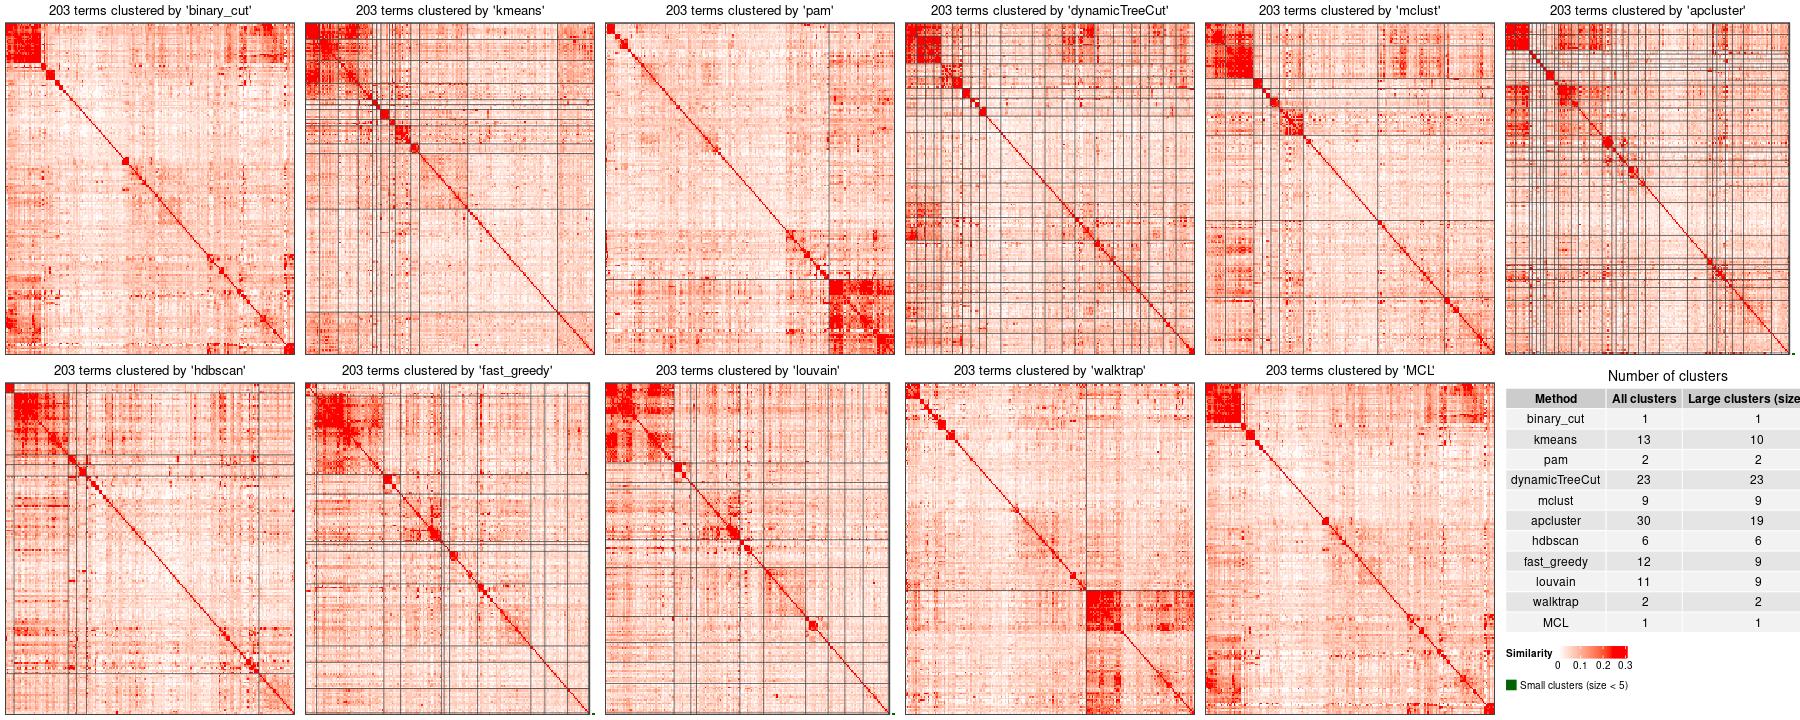 203 terms clustered by 'binary_cut'
203 terms clustered by 'kmeans'
203 terms clustered by 'pam'
203 terms clustered by 'dynamicTreeCut'
203 terms clustered by 'mclust'
203 terms clustered by 'apcluster'
203 terms clustered by 'hdbscan'
203 terms clustered by 'fast_greedy'
203 terms clustered by 'louvain'
203 terms clustered by 'walktrap'
203 terms clustered by 'MCL'
Number of clusters
Method All clusters Large clusters (size
binary_cut 1 1
kmeans 13 10
pam 2 2
dynamicTreeCut 23 23
mclust 9 9
apcluster 30 19
hdbscan 6 6
fast_greedy 12 9
louvain 11 9
walktrap 2 2
MCL 1 1
Similarity
0 0.1 0.2 0.3
Small clusters (size < 5)